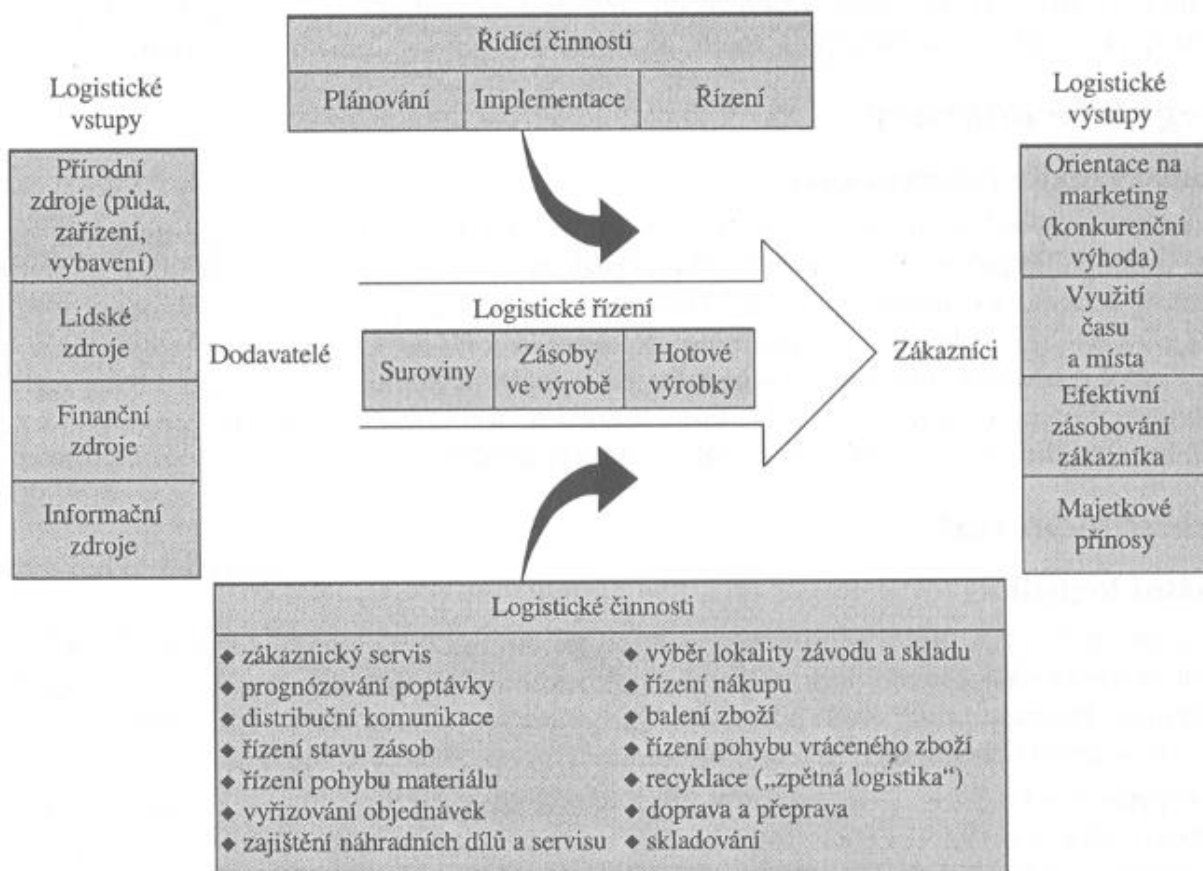 Řídící činnosti
Plánování
Implementace
Řízení
Logistické
vstupy
Přírodní
zdroje (půda,
zařízení,
vybavení)
Lidské
zdroje
Finanční
zdroje
Informační
zdroje
Dodavatelé
Logistické řízení
Suroviny
Zásoby
ve výrobě
Hotové
výrobky
Zákazníci
Logistické
výstupy
Orientace na
marketing
(konkurenční
výhoda)
Využití
času
a místa
Efektivní
zásobování
zákazníka
Majetkové
přínosy
Logistické činnosti
◆ zákaznický servis
◆ prognózování poptávky
◆ distribuční komunikace
◆ řízení stavu zásob
◆ řízení pohybu materiálu
◆ vyřizování objednávek
◆ zajištění náhradních dílů a servisu
◆ výběr lokality závodu a skladu
◆ řízení nákupu
◆ balení zboží
◆ řízení pohybu vráceného zboží
◆ recyklace („zpětná logistika“)
◆ doprava a přeprava
◆ skladování